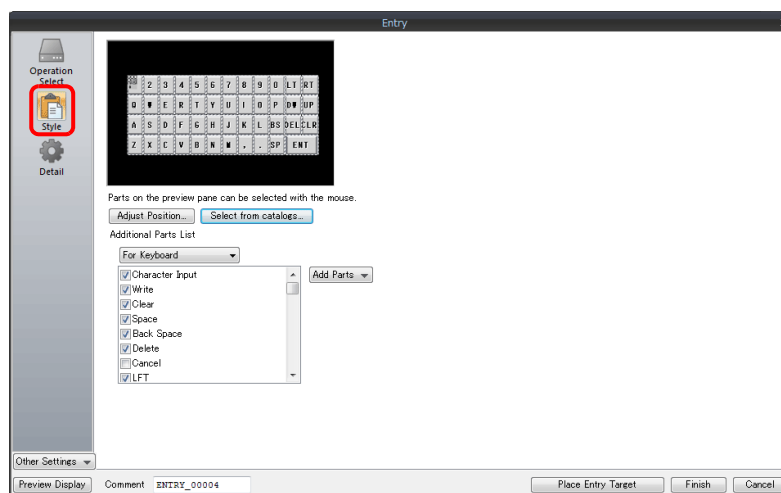 Entry
Operation
Select
Style
Detail
2 3 4 5 6 7 8 9 0 LT RT
Q W E R T Y U I O P DW UP
A S D F G H J K L BS DEL CLR
Z X C V B N M , . SP ENT
Parts on the preview pane can be selected with the mouse.
Adjust Position... Select from catalogs...
Additional Parts List
For Keyboard
Character Input Add Parts
Write
Clear
Space
Back Space
Delete
Cancel
LFT
Other Settings
Preview Display Comment ENTRY_00004 Place Entry Target Finish Cancel